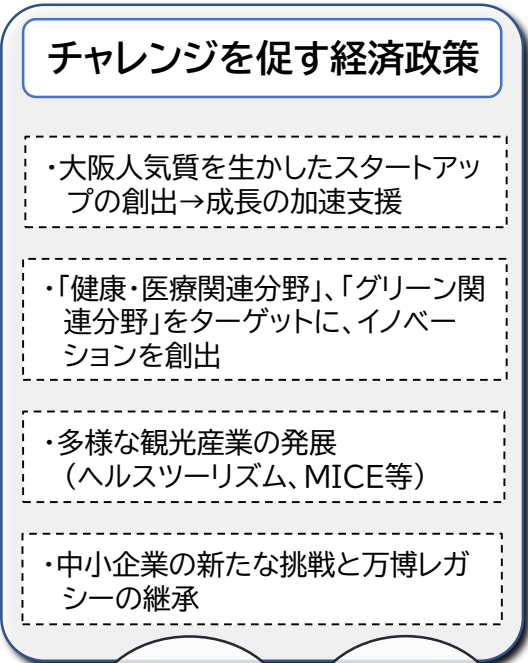 チャレンジを促す経済政策
・大阪人気質を生かしたスタートアッ
プの創出→成長の加速支援
・「健康・医療関連分野」、「グリーン関
連分野」をターゲットに、イノベー
ションを創出
・多様な観光産業の発展
（ヘルスツーリズム、MICE等）
・中小企業の新たな挑戦と万博レガ
シーの継承